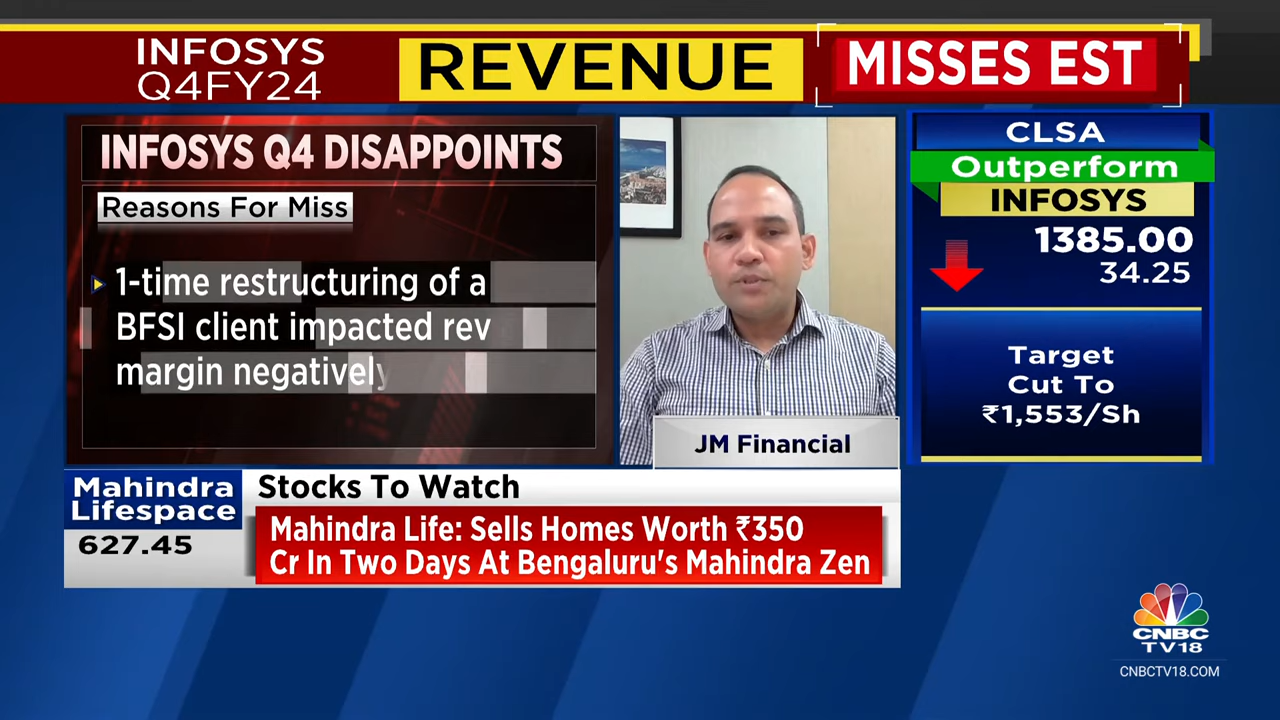 INFOSYS
Q4FY24
REVENUE
MISSES EST
INFOSYS Q4 DISAPPOINTS
Reasons For Miss
1-time restructuring of a
BFSI client impacted rev
margin negatively
JM Financial
CLSA
Outperform
INFOSYS
1385.00
34.25
Target
Cut To
₹1,553/Sh
Mahindra
Lifespace
627.45
Stocks To Watch
Mahindra Life: Sells Homes Worth ₹350
Cr In Two Days At Bengaluru's Mahindra Zen
CNBC
TV18
CNBCTV18.COM